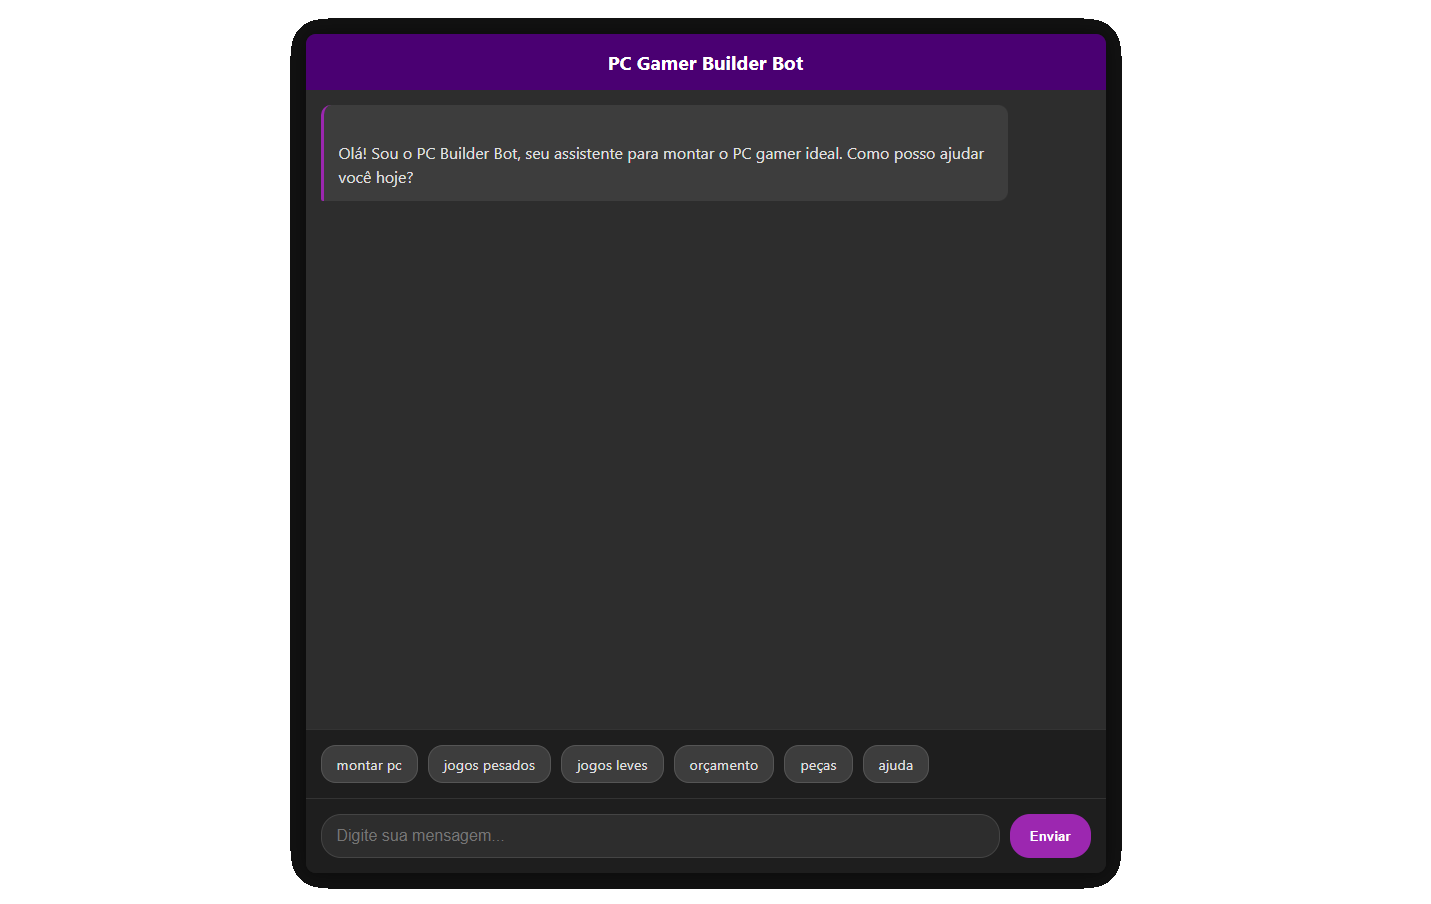 PC Gamer Builder Bot
Olá! Sou o PC Builder Bot, seu assistente para montar o PC gamer ideal. Como posso ajudar
você hoje?
montar pc
jogos pesados
jogos leves
orçamento
peças
ajuda
Digite sua mensagem...
Enviar